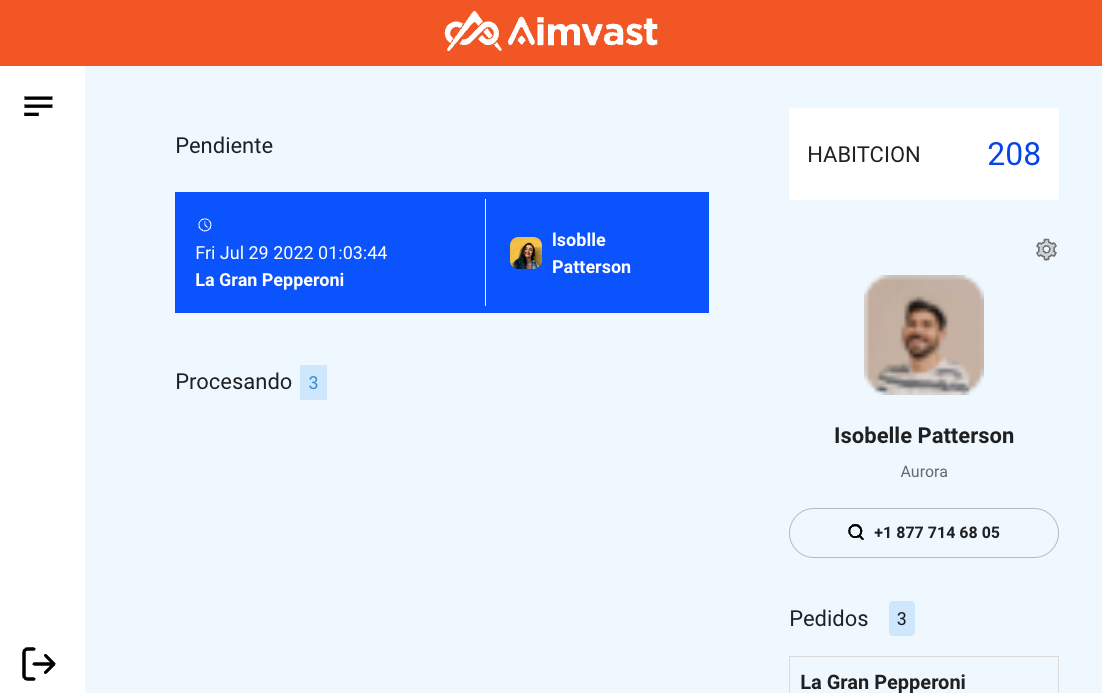 Aimvast
Pendiente
Fri Jul 29 2022 01:03:44
La Gran Pepperoni
Isoblle
Patterson
Procesando 3
HABITCION 208
Isobelle Patterson
Aurora
+1 877 714 68 05
Pedidos 3
La Gran Pepperoni